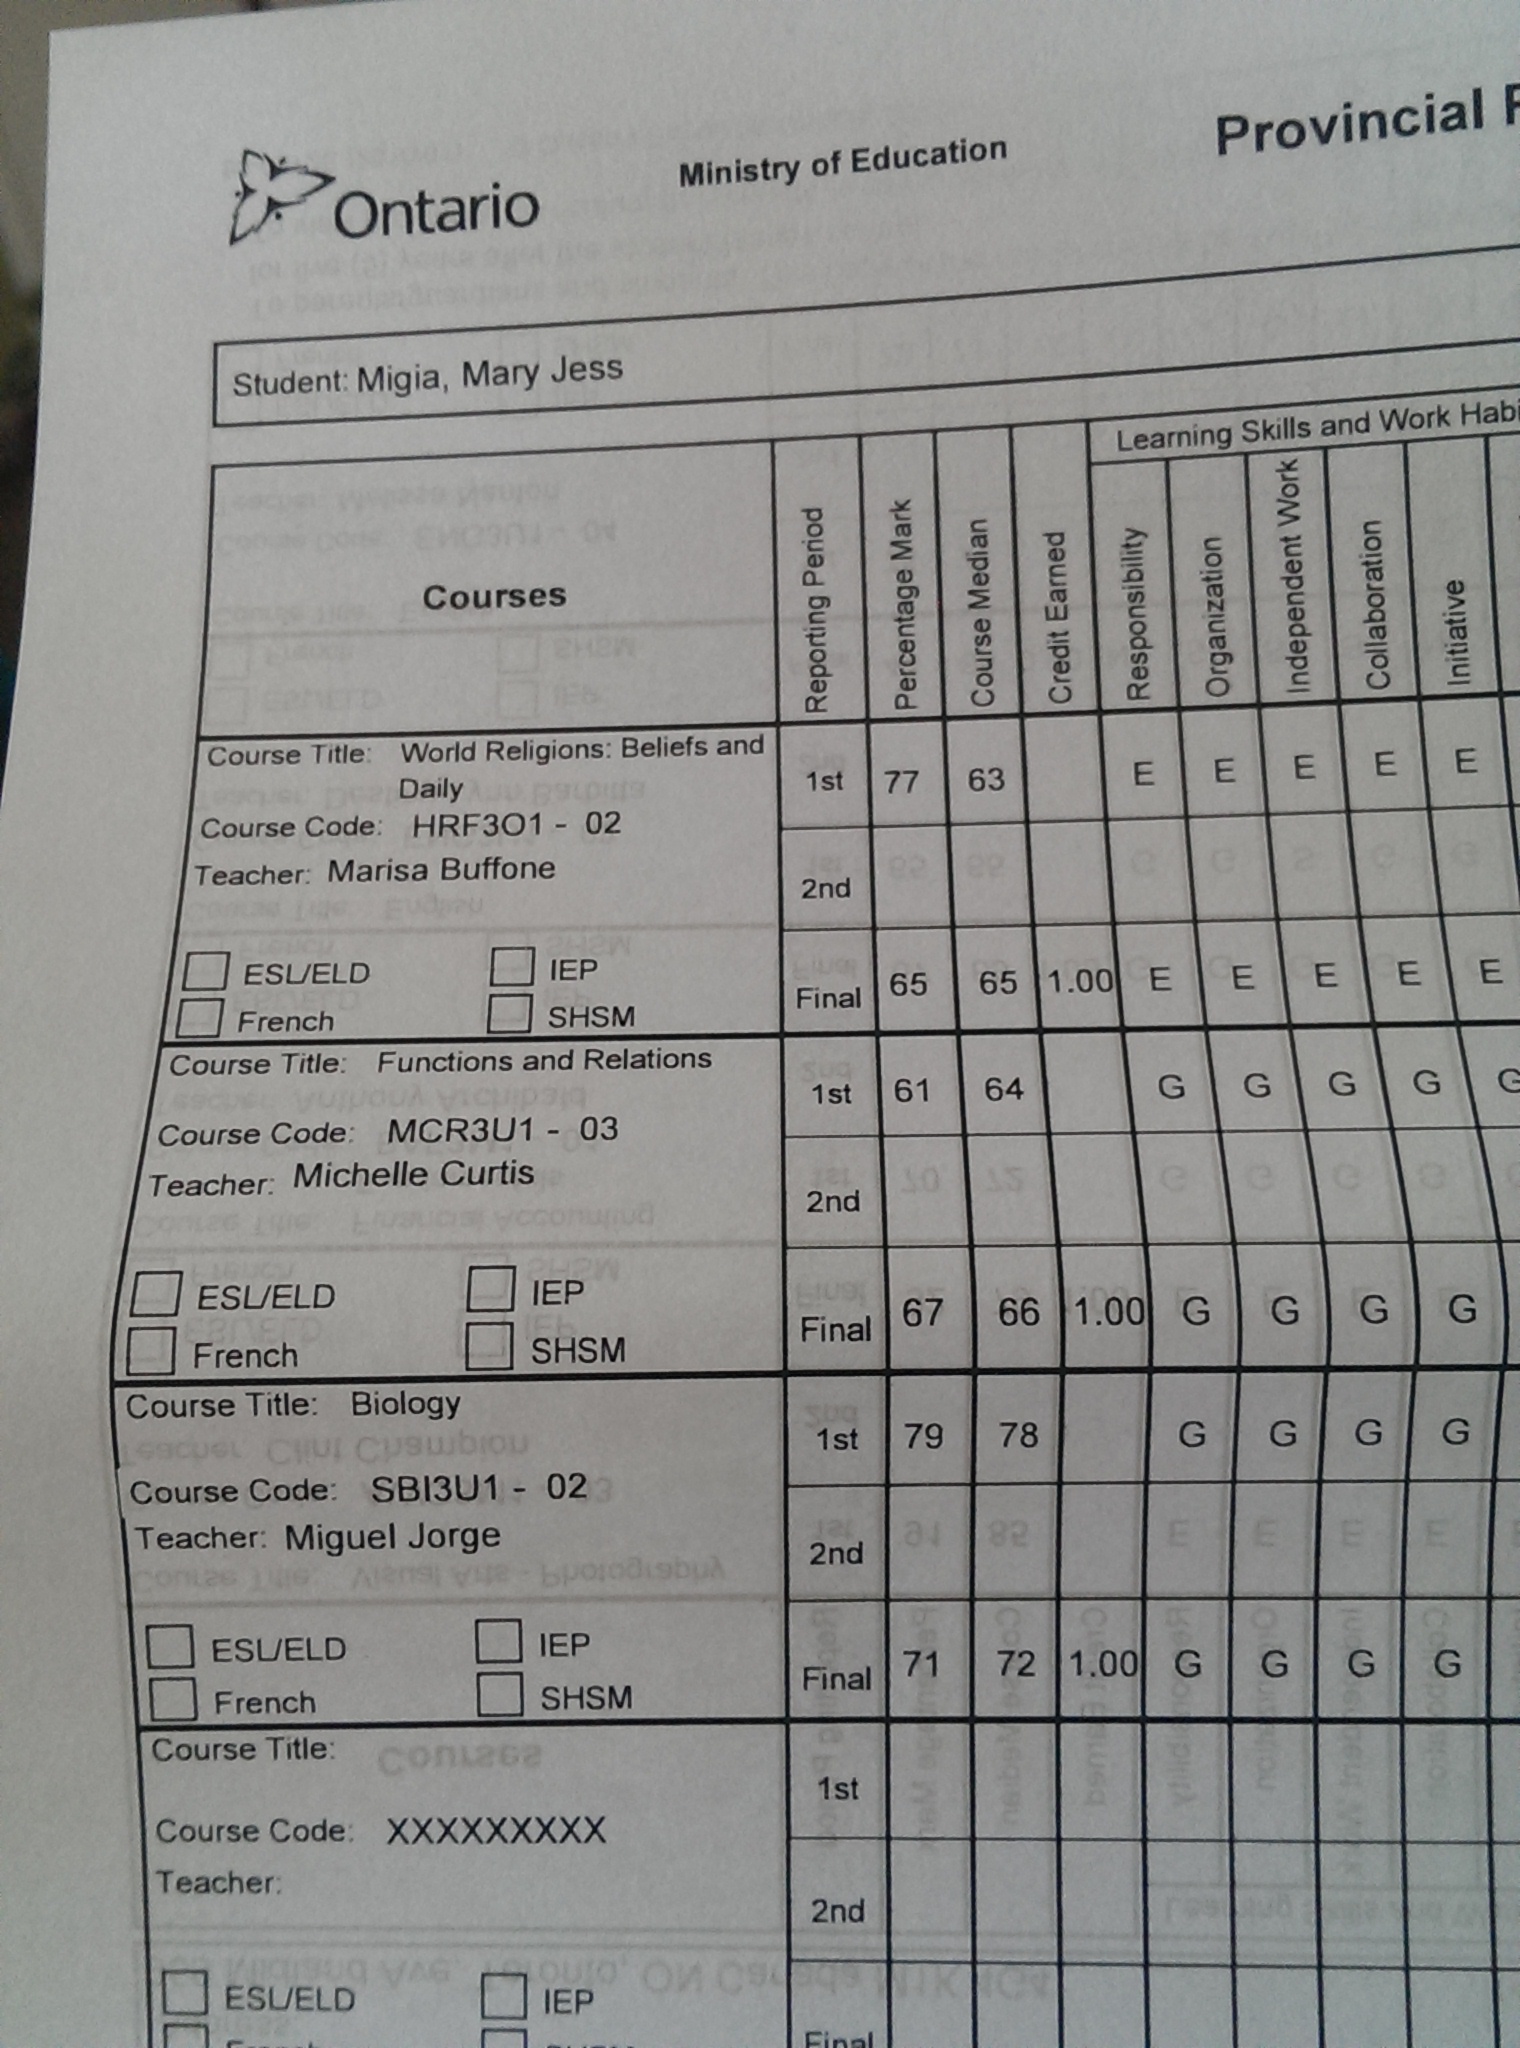 Ontario
Ministry of Education
Provincial
Student: Migia, Mary Jess
Courses
Reporting Period
Percentage Mark
Course Median
Credit Earned
Learning Skills and Work Habi
Responsibility
Organization
Independent Work
Collaboration
Initiative
Course Title: World Religions: Beliefs and
Daily
Course Code: HRF3O1 - 02
Teacher: Marisa Buffone
ESL/ELD IEP
French SHSM
1st 77 63 E E E E E
2nd
Final 65 65 1.00 E E E E E
Course Title: Functions and Relations
Course Code: MCR3U1 - 03
Teacher: Michelle Curtis
ESL/ELD IEP
French SHSM
1st 61 64 G G G G G
2nd
Final 67 66 1.00 G G G G
Course Title: Biology
Course Code: SBI3U1 - 02
Teacher: Miguel Jorge
ESL/ELD IEP
French SHSM
1st 79 78 G G G G
2nd
Final 71 72 1.00 G G G G
Course Title:
Course Code: XXXXXXXXX
Teacher:
ESL/ELD IEP
1st
2nd
Final